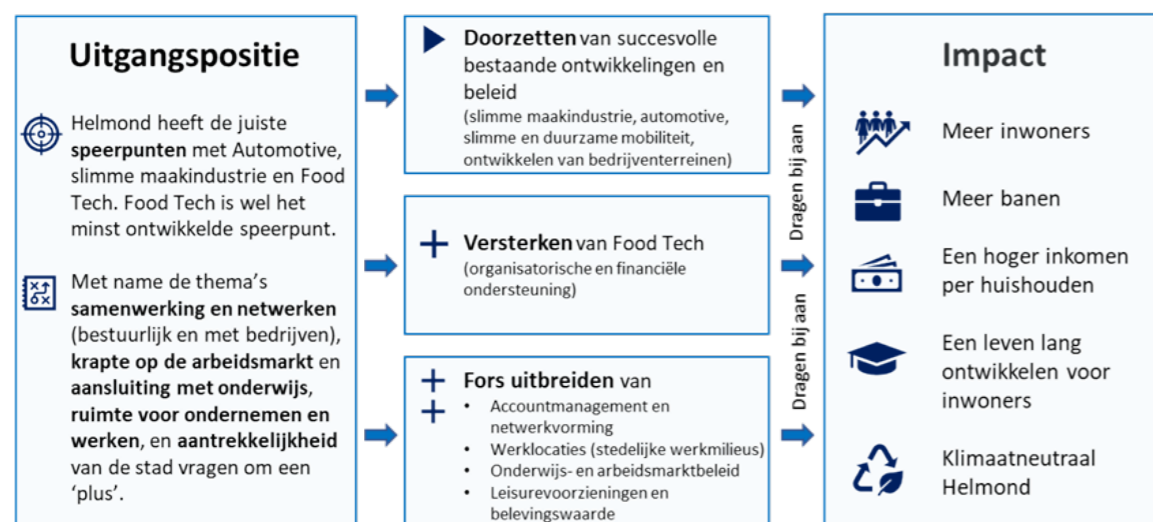 Uitgangspositie
Helmond heeft de juiste
speerpunten met Automotive,
slimme maakindustrie en Food
Tech. Food Tech is wel het
minst ontwikkelde speerpunt.
Met name de thema's
samenwerking en netwerken
(bestuurlijk en met bedrijven),
krapte op de arbeidsmarkt en
aansluiting met onderwijs,
ruimte voor ondernemen en
werken, en aantrekkelijkheid
van de stad vragen om een
'plus'.
Doorzetten van succesvolle
bestaande ontwikkelingen en
beleid
(slimme maakindustrie, automotive,
slimme en duurzame mobiliteit,
ontwikkelen van bedrijventerreinen)
Versterken van Food Tech
(organisatorische en financiële
ondersteuning)
Fors uitbreiden van
• Accountmanagement en
netwerkvorming
• Werklocaties (stedelijke werkmilieus)
• Onderwijs- en arbeidsmarktbeleid
• Leisurevoorzieningen en
belevingswaarde
Dragen bij aan
Dragen bij aan
Impact
Meer inwoners
Meer banen
Een hoger inkomen
per huishouden
Een leven lang
ontwikkelen voor
inwoners
Klimaatneutraal
Helmond